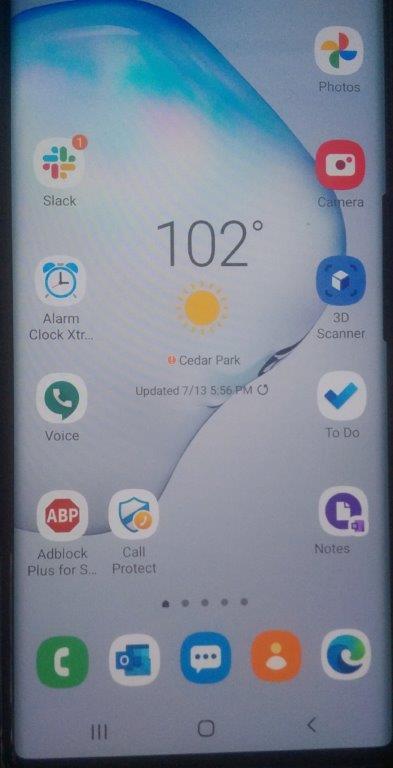 Photos
1
Slack
Camera
102°
Alarm
Clock Xtr...
3D
Scanner
Cedar Park
Updated 7/13 5:56 PM
Voice
To Do
ABP
Adblock
Plus for S...
Call
Protect
Notes